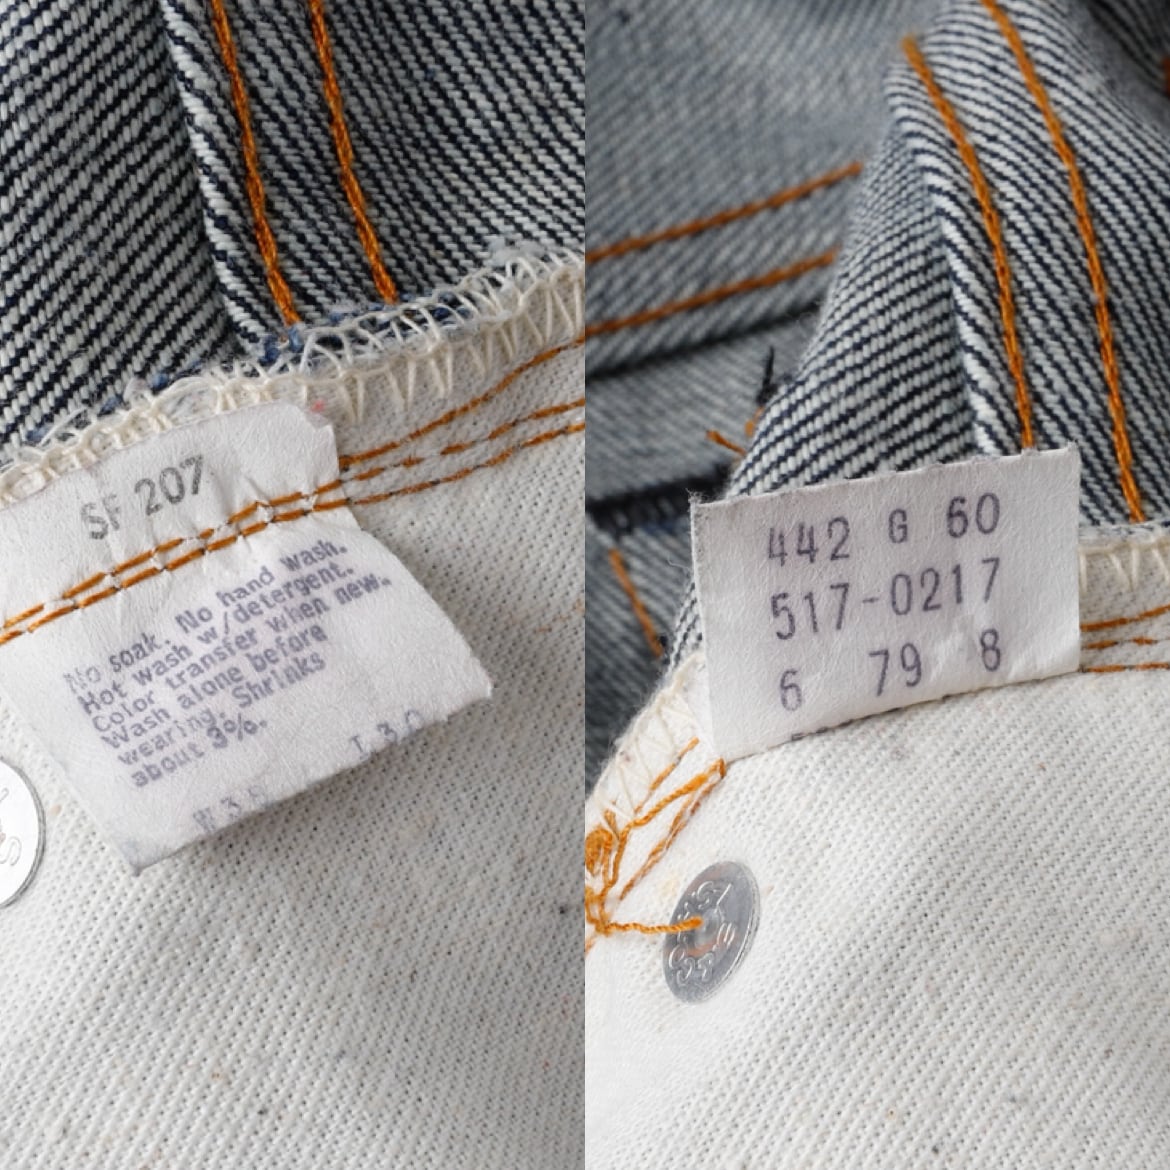 SF 207
No soak. No hand wash.
Hot wash w/detergent.
Color transfer when new.
Wash alone before
wearing. Shrinks
about 3%.
L 30
442 G 60
517-0217
6 79 8